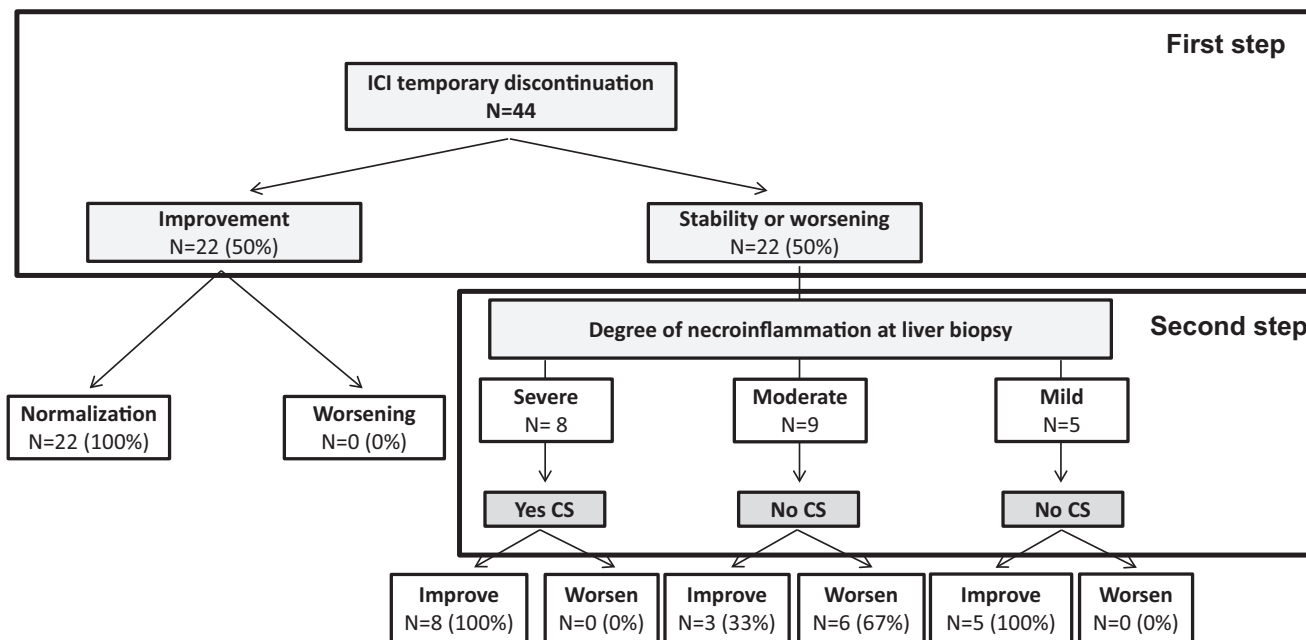 First step
ICI temporary discontinuation
N=44
Improvement
N=22 (50%)
Stability or worsening
N=22 (50%)
Second step
Degree of necroinflammation at liver biopsy
Normalization
N=22 (100%)
Worsening
N=0 (0%)
Severe
N= 8
Moderate
N=9
Mild
N=5
Yes CS
No CS
No CS
Improve
N=8 (100%)
Worsen
N=0 (0%)
Improve
N=3 (33%)
Worsen
N=6 (67%)
Improve
N=5 (100%)
Worsen
N=0 (0%)